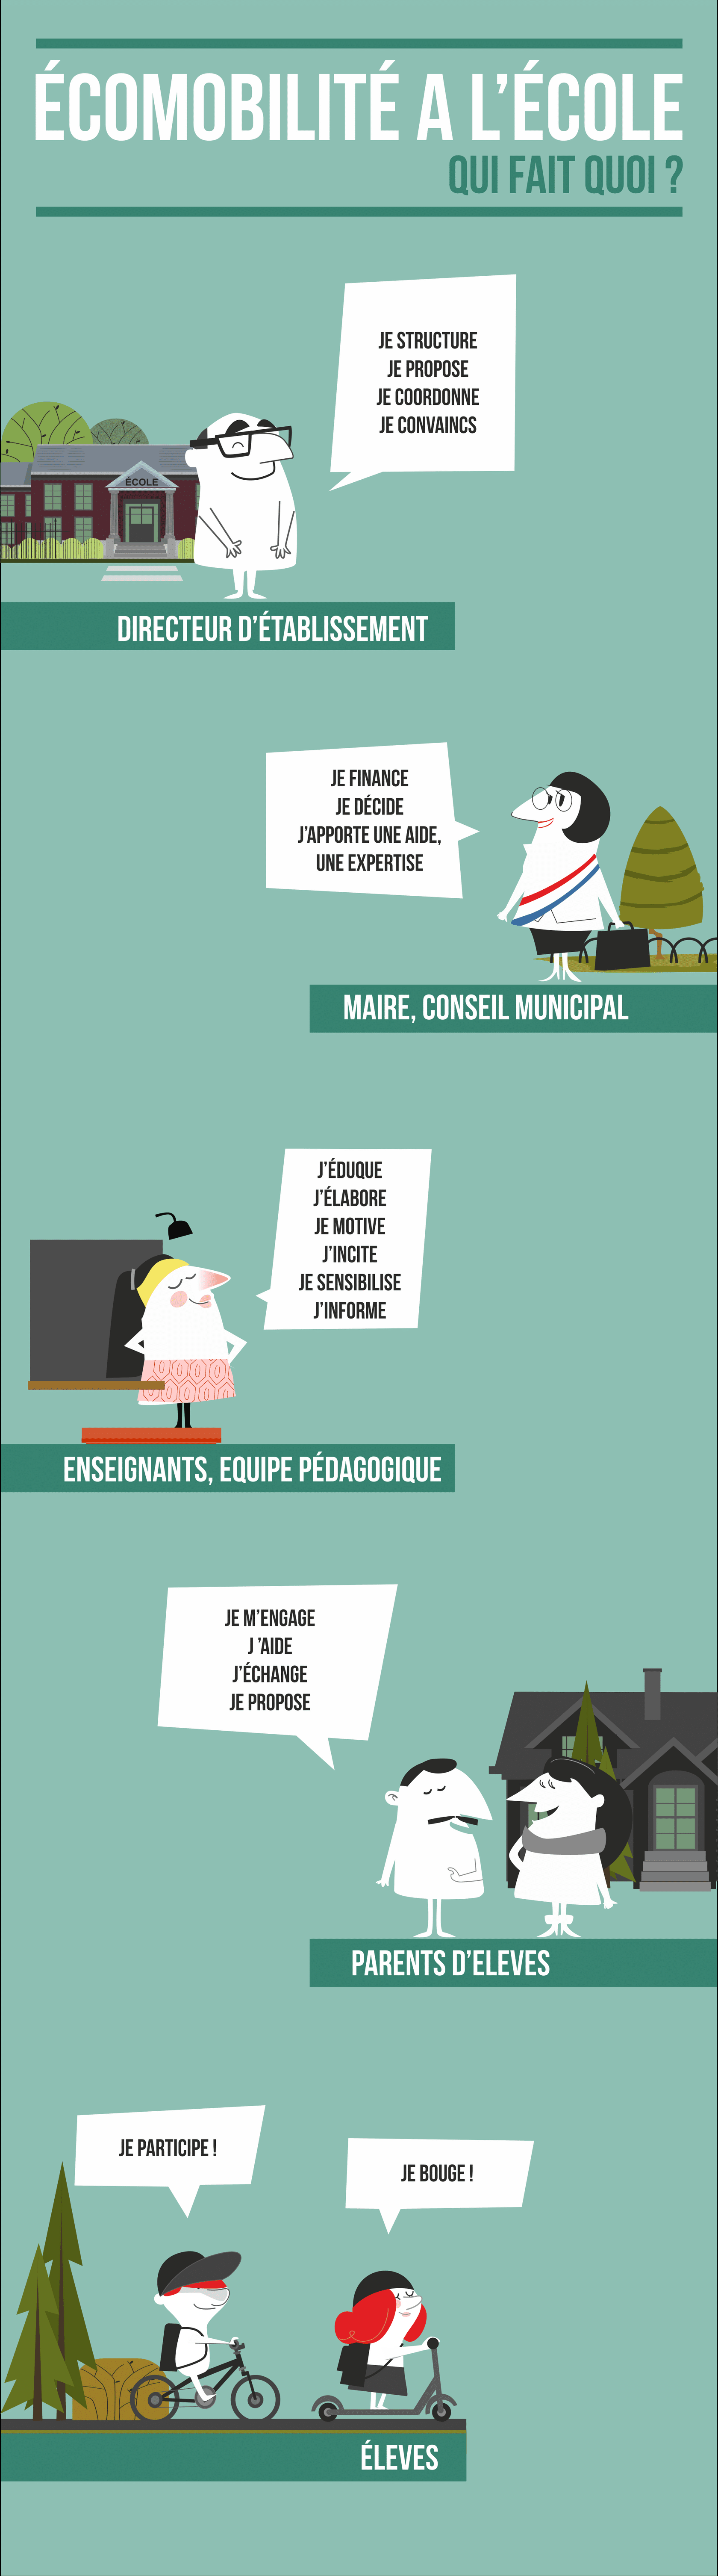 ÉCOMOBILITÉ A L'ÉCOLE
QUI FAIT QUOI ?
JE STRUCTURE
JE PROPOSE
JE COORDONNE
JE CONVAINCS
ÉCOLE
DIRECTEUR D'ÉTABLISSEMENT
JE FINANCE
JE DÉCIDE
J'APPORTE UNE AIDE,
UNE EXPERTISE
MAIRE, CONSEIL MUNICIPAL
J'ÉDUQUE
J'ÉLABORE
JE MOTIVE
J'INCITE
JE SENSIBILISE
J'INFORME
ENSEIGNANTS, EQUIPE PÉDAGOGIQUE
JE M'ENGAGE
J 'AIDE
J'ÉCHANGE
JE PROPOSE
PARENTS D'ELEVES
JE PARTICIPE !
JE BOUGE !
ÉLEVES